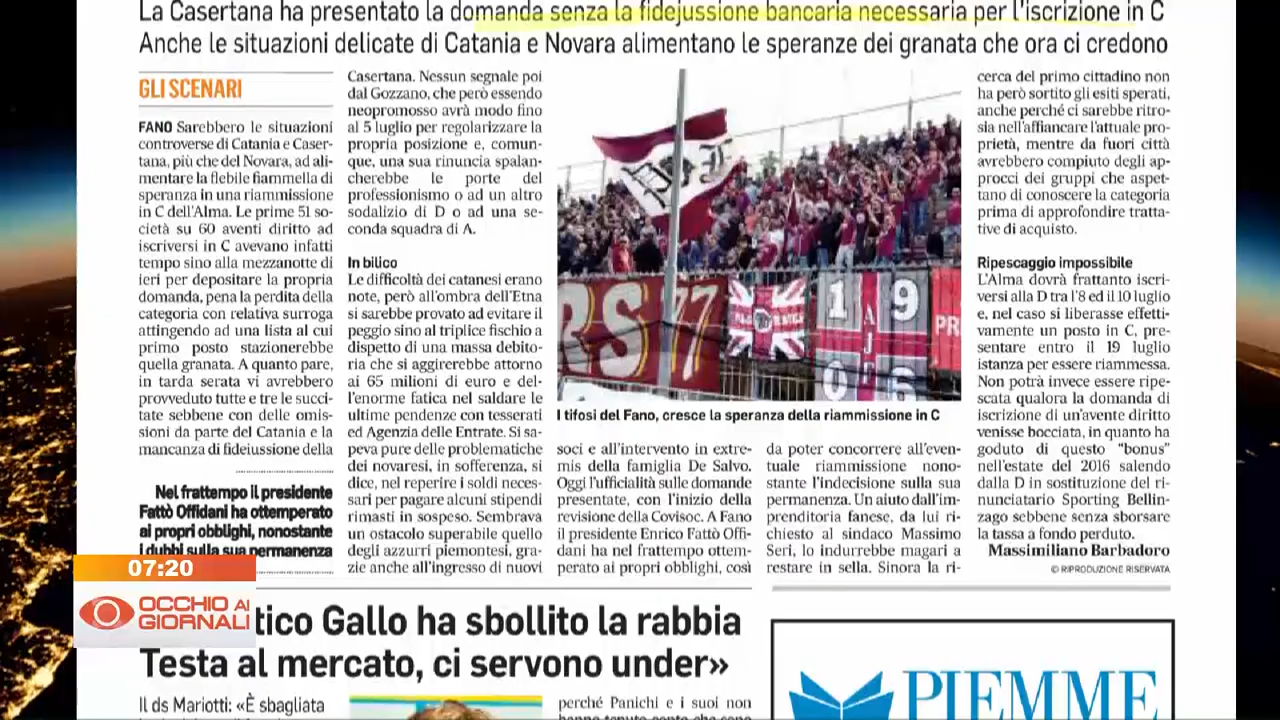 La Casertana ha presentato la domanda senza la fidejussione bancaria necessaria per l'iscrizione in C
Anche le situazioni delicate di Catania e Novara alimentano le speranze dei granata che ora ci credono
GLI SCENARI
FANO Sarebbero le situazioni
controverse di Catania e Caser-
tana, più che del Novara, ad ali-
mentare la flebile fiammella di
speranza in una riammissione
in C dell'Alma. Le prime 51 so-
cietà su 60 aventi diritto ad
iscriversi in C avevano infatti
tempo sino alla mezzanotte di
ieri per depositare la propria
domanda, pena la perdita della
categoria con relativa surroga
attingendo ad una lista al cui
primo posto stazionerebbe
quella granata. A quanto pare,
in tarda serata vi avrebbero
provveduto tutte e tre le succi-
tate sebbene con delle omis-
sioni da parte del Catania e la
mancanza di fideiussione della
Nel frattempo il presidente
Fattò Offidani ha ottemperato
ai propri obblighi, nonostante
i dubbi sulla sua permanenza
Casertana. Nessun segnale poi
dal Gozzano, che però essendo
neopromosso avrà modo fino
al 5 luglio per regolarizzare la
propria posizione e, comun-
que, una sua rinuncia spalan-
cherebbe le porte del
professionismo o ad un altro
sodalizio di D o ad una se-
conda squadra di A.
In bilico
Le difficoltà dei catanesi erano
note, però all'ombra dell'Etna
si sarebbe provato ad evitare il
peggio sino al triplice fischio a
dispetto di una massa debito-
ria che si aggirerebbe attorno
ai 65 milioni di euro e del-
l'enorme fatica nel saldare le
ultime pendenze con tesserati
ed Agenzia delle Entrate. Si sa-
peva pure delle problematiche
dei novaresi, in sofferenza, si
dice, nel reperire i soldi neces-
sari per pagare alcuni stipendi
rimasti in sospeso. Sembrava
un ostacolo superabile quello
degli azzurri piemontesi, gra-
zie anche all'ingresso di nuovi
RS 77
1 9
A
J
0 6
PR
I tifosi del Fano, cresce la speranza della riammissione in C
soci e all'intervento in extre-
mis della famiglia De Salvo.
Oggi l'ufficialità sulle domande
presentate, con l'inizio della
revisione della Covisoc. A Fano
il presidente Enrico Fattò Offi-
dani ha nel frattempo ottem-
perato ai propri obblighi, così
da poter concorrere all'even-
tuale riammissione nono-
stante l'indecisione sulla sua
permanenza. Un aiuto dall'im-
prenditoria fanese, da lui ri-
chiesto al sindaco Massimo
Seri, lo indurrebbe magari a
restare in sella. Sinora la ri-
cerca del primo cittadino non
ha però sortito gli esiti sperati,
anche perché ci sarebbe ritro-
sia nell'affiancare l'attuale pro-
prietà, mentre da fuori città
avrebbero compiuto degli ap-
procci dei gruppi che aspet-
tano di conoscere la categoria
prima di approfondire tratta-
tive di acquisto.
Ripescaggio impossibile
L'Alma dovrà frattanto iscri-
versi alla D tra l'8 ed il 10 luglio
e, nel caso si liberasse effetti-
vamente un posto in C, pre-
sentare entro il 19 luglio
istanza per essere riammessa.
Non potrà invece essere ripe-
scata qualora la domanda di
iscrizione di un'avente diritto
venisse bocciata, in quanto ha
goduto di questo "bonus"
nell'estate del 2016 salendo
dalla D in sostituzione del ri-
nunciatario Sporting Bellin-
zago sebbene senza sborsare
la tassa a fondo perduto.
Massimiliano Barbadoro
© RIPRODUZIONE RISERVATA
07:20
OCCHIO AI
GIORNALI
tico Gallo ha sbollito la rabbia
Testa al mercato, ci servono under»
Il ds Mariotti: «È sbagliata
perché Panichi e i suoi non
PIEMME